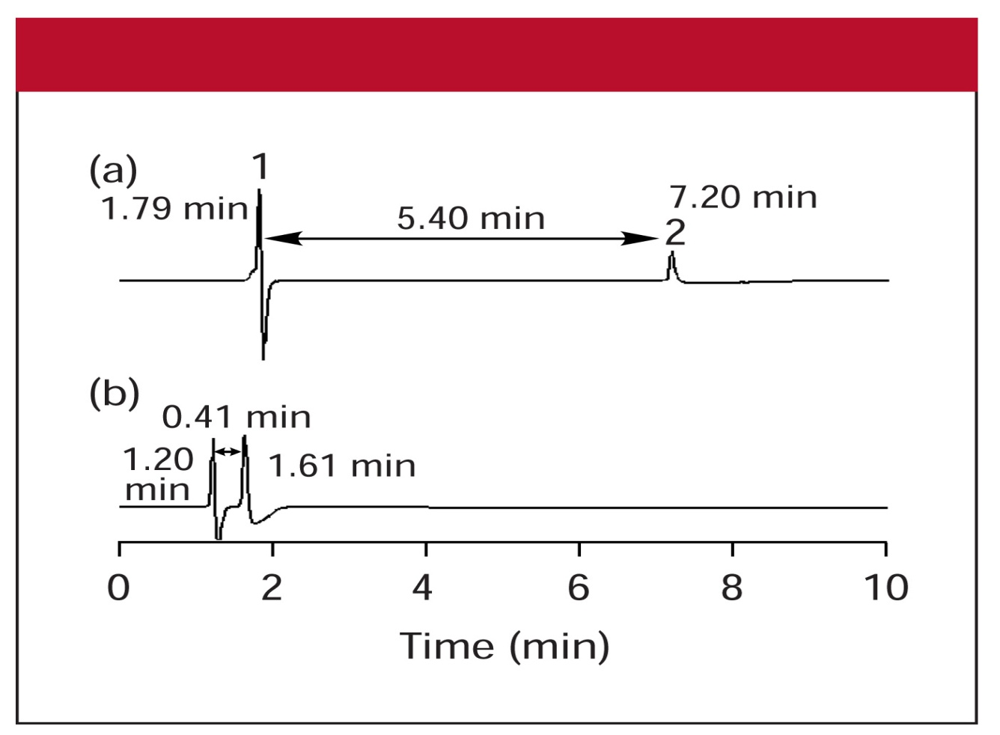 (a)
1
1.79 min
5.40 min
7.20 min
2
(b)
0.41 min
1.20
min
1.61 min
0 2 4 6 8 10
Time (min)